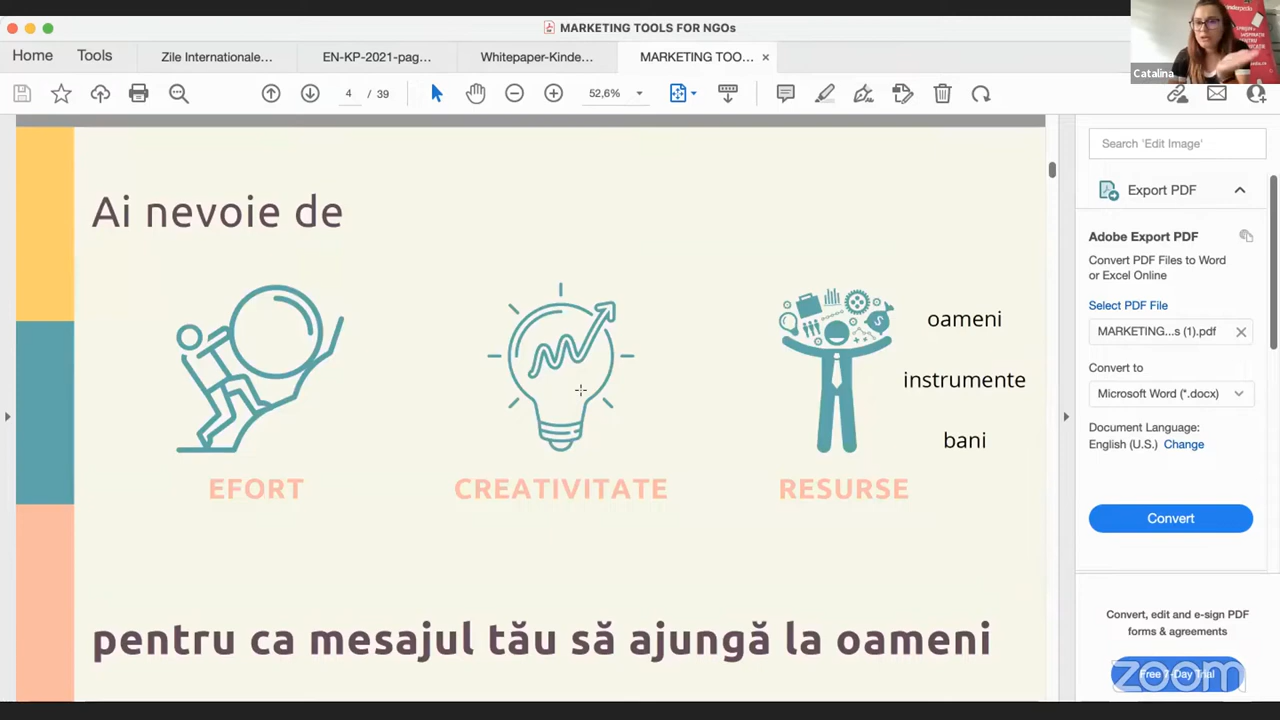 MARKETING TOOLS FOR NGOs
Home
Tools
Zile Internationale...
EN-KP-2021-pag...
Whitepaper-Kinde...
MARKETING TOO...
Catalina
4 / 39
52,6%
Ai nevoie de
oameni
instrumente
bani
EFORT
CREATIVITATE
RESURSE
pentru ca mesajul tău să ajungă la oameni
Search 'Edit Image'
Export PDF
Adobe Export PDF
Convert PDF Files to Word
or Excel Online
Select PDF File
MARKETING...s (1).pdf
Convert to
Microsoft Word (*.docx)
Document Language:
English (U.S.) Change
Convert
Convert, edit and e-sign PDF
forms & agreements
Free 7-Day Trial
zoom